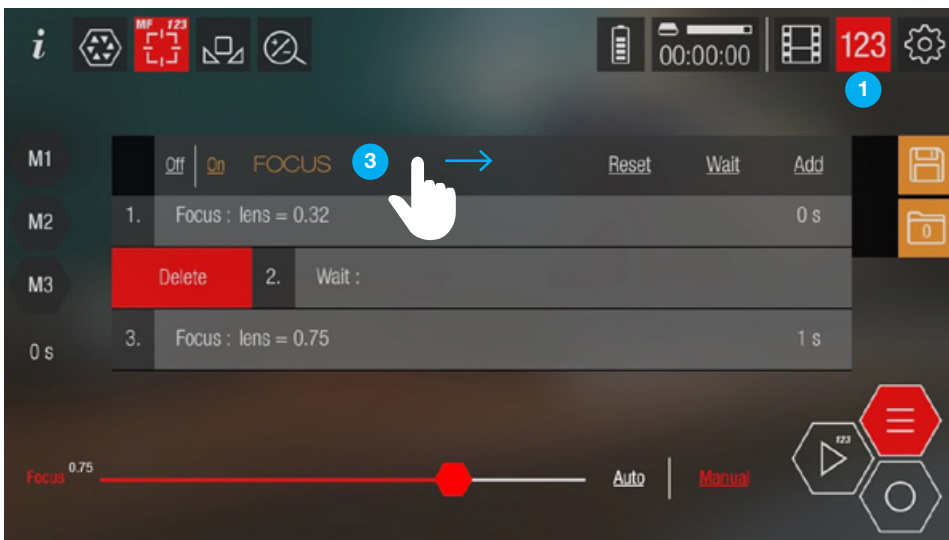 i MF 123 00:00:00 123
1
M1 Off On FOCUS 3 Reset Wait Add
M2 1. Focus : lens = 0.32 0 s 0
M3 Delete 2. Wait :
0 s 3. Focus : lens = 0.75 1 s
123
Focus 0.75 Auto Manual